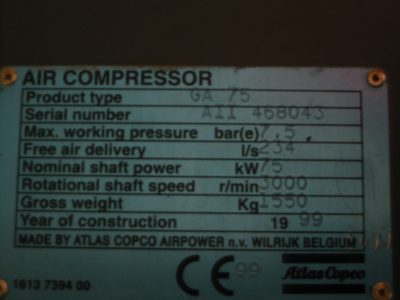 AIR COMPRESSOR
Product type GA 75
Serial number AII 468043
Max. working pressure bar(e) 7.5
Free air delivery l/s 234
Nominal shaft power kW 75
Rotational shaft speed r/min 3000
Gross weight Kg 1550
Year of construction 19 99
MADE BY ATLAS COPCO AIRPOWER n.v. WILRIJK BELGIUM
CE 99 Atlas Copco
1613 7394 00